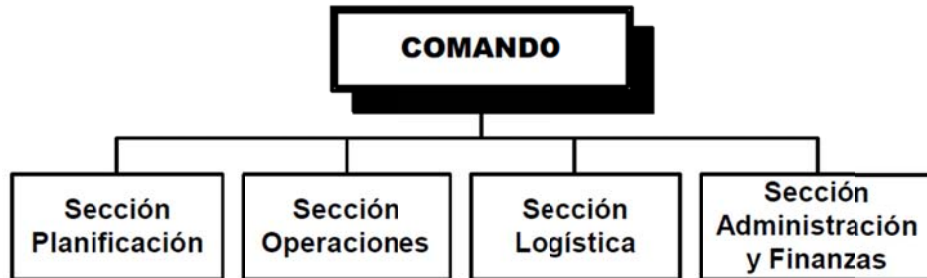 COMANDO
Sección
Planificación
Sección
Operaciones
Sección
Logística
Sección
Administración
y Finanzas